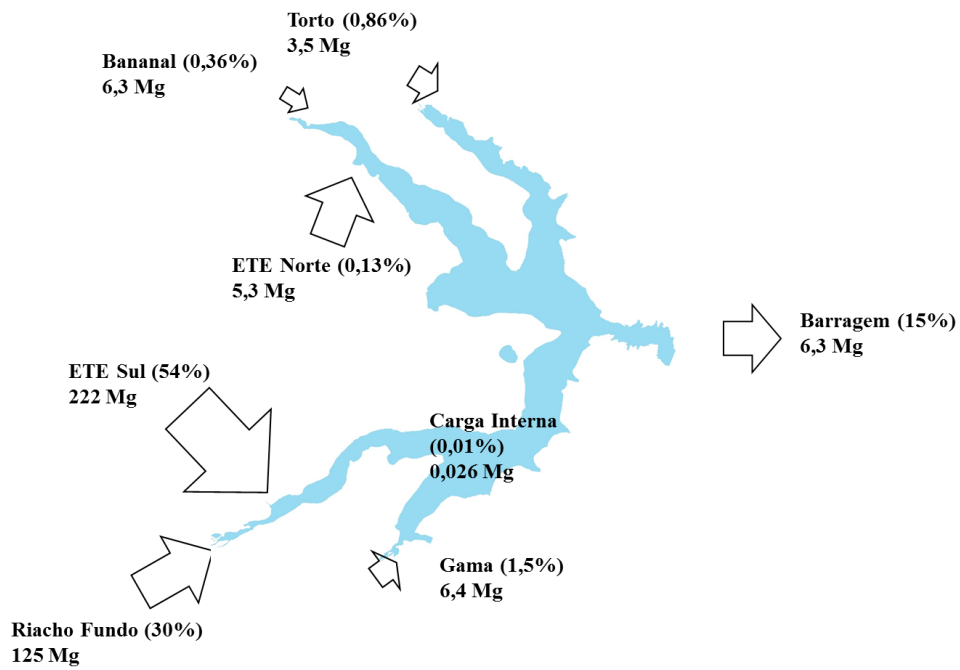 Torto (0,86%)
3,5 Mg
Bananal (0,36%)
6,3 Mg
ETE Norte (0,13%)
5,3 Mg
Barragem (15%)
6,3 Mg
ETE Sul (54%)
222 Mg
Carga Interna
(0,01%)
0,026 Mg
Gama (1,5%)
6,4 Mg
Riacho Fundo (30%)
125 Mg